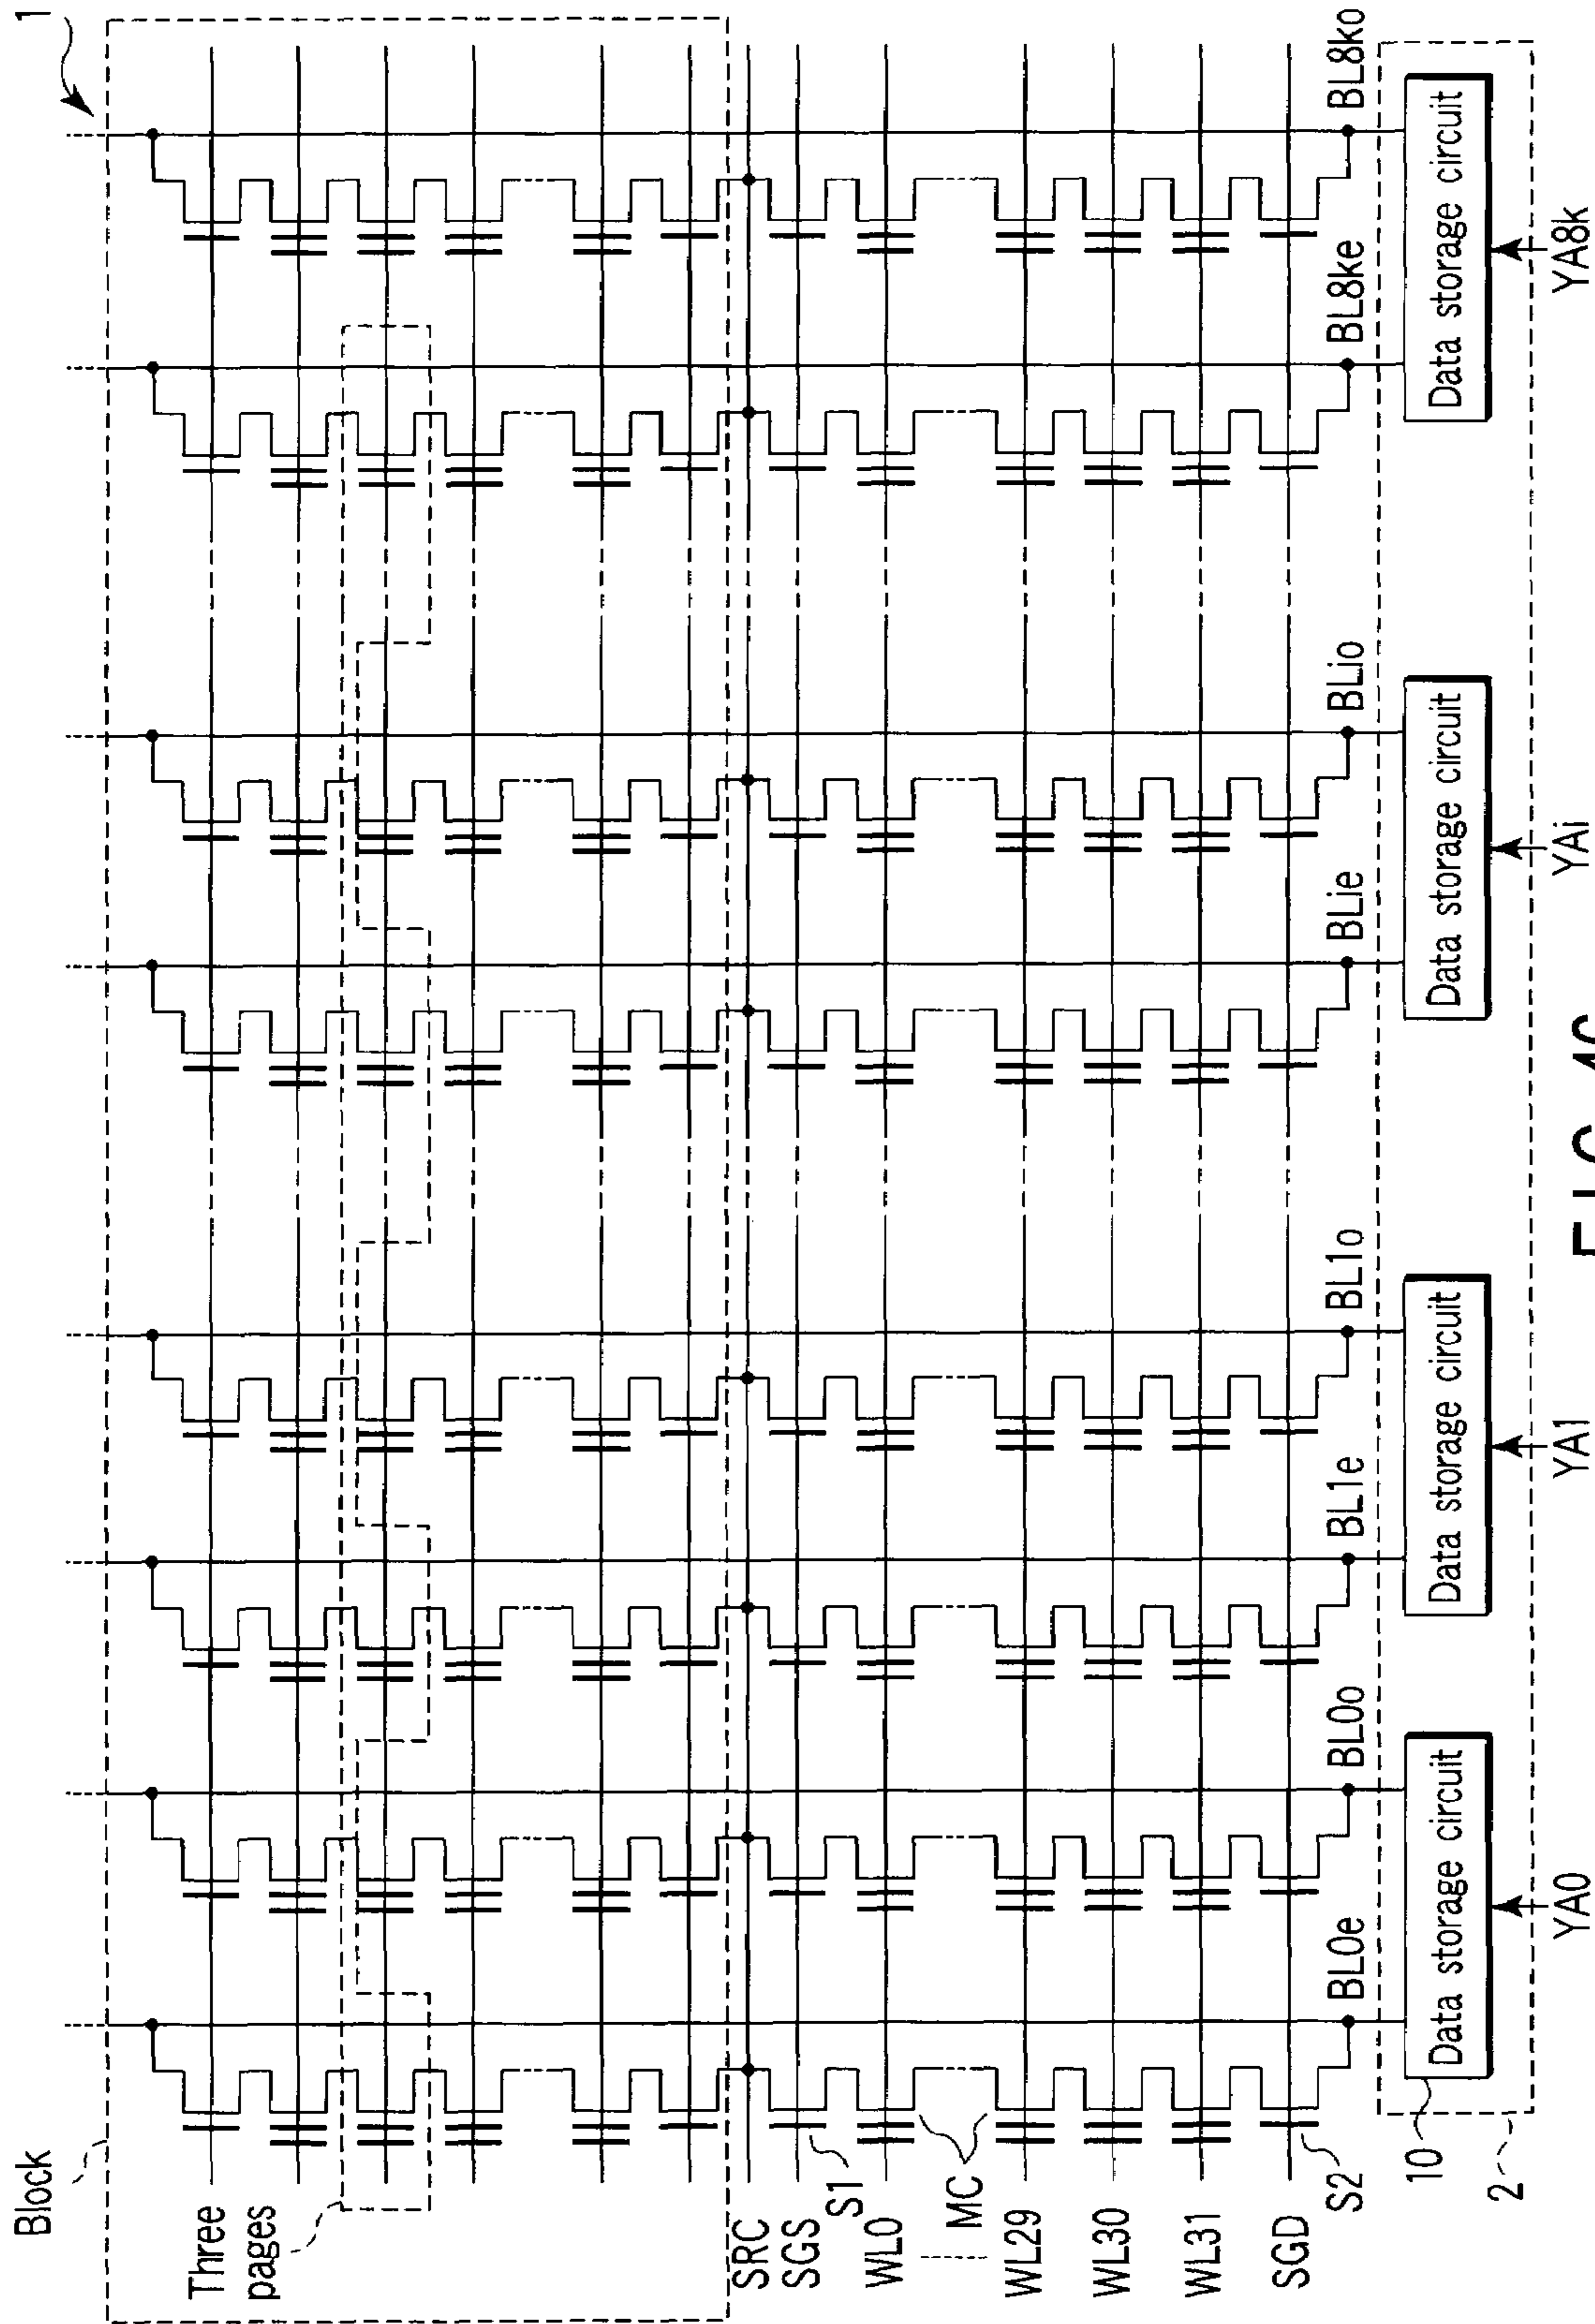 Block
1
Three
pages
SRC
SGS
S1
WL0
MC
WL29
WL30
WL31
SGD
S2
BL0e
BL0o
BL1e
BL1o
BLie
BLio
BL8ke
BL8ko
10
2
Data storage circuit
Data storage circuit
Data storage circuit
Data storage circuit
YA0
YA1
YAi
YA8k